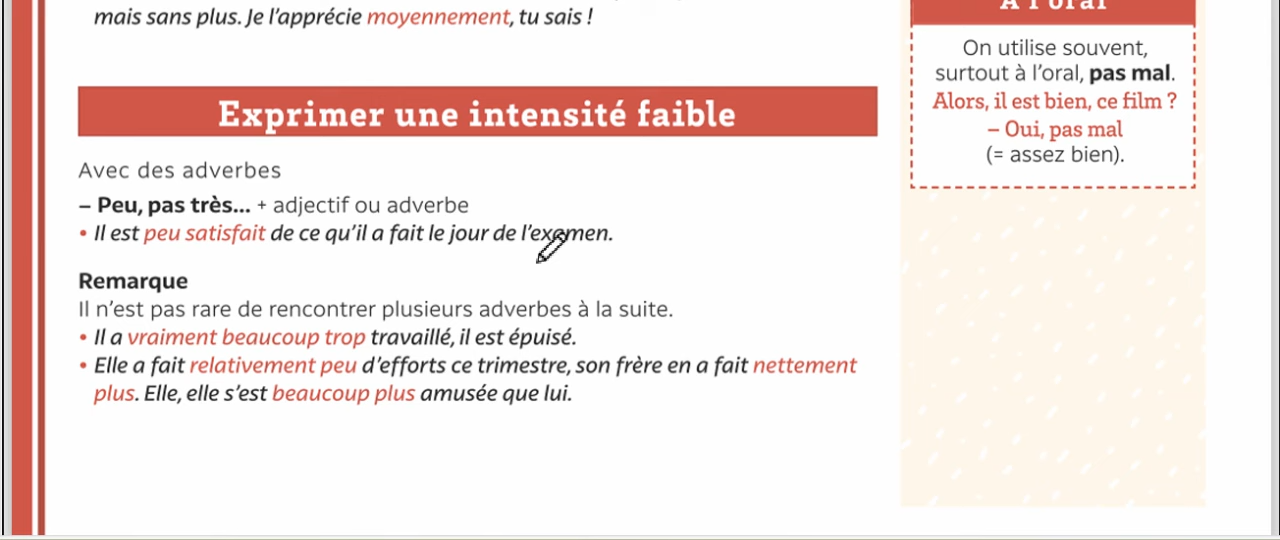 mais sans plus. Je l'apprécie moyennement, tu sais !
Exprimer une intensité faible
Avec des adverbes
– Peu, pas très... + adjectif ou adverbe
• Il est peu satisfait de ce qu'il a fait le jour de l'examen.
Remarque
Il n'est pas rare de rencontrer plusieurs adverbes à la suite.
• Il a vraiment beaucoup trop travaillé, il est épuisé.
• Elle a fait relativement peu d'efforts ce trimestre, son frère en a fait nettement
plus. Elle, elle s'est beaucoup plus amusée que lui.
À l'oral
On utilise souvent,
surtout à l'oral, pas mal.
Alors, il est bien, ce film ?
– Oui, pas mal
(= assez bien).